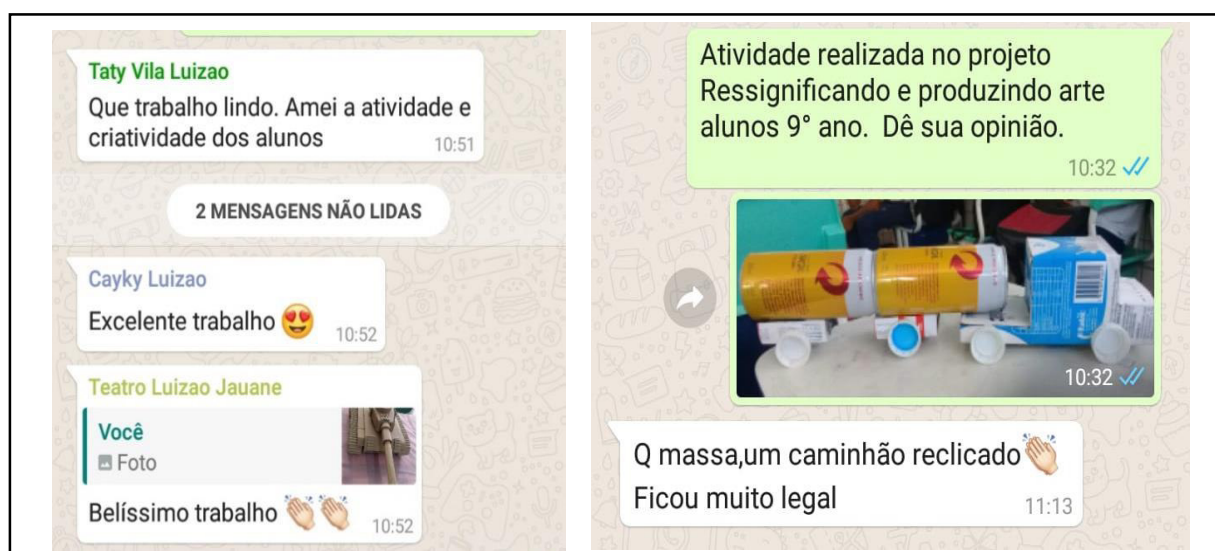 Taty Vila Luizao
Que trabalho lindo. Amei a atividade e
criatividade dos alunos
10:51
2 MENSAGENS NÃO LIDAS
Cayky Luizao
Excelente trabalho 😍
10:52
Teatro Luizao Jauane
Você
Foto
Belíssimo trabalho 👏🏻👏🏻
10:52
Atividade realizada no projeto
Ressignificando e produzindo arte
alunos 9° ano. Dê sua opinião.
10:32
10:32
Q massa,um caminhão reclicado👏🏻
Ficou muito legal
11:13